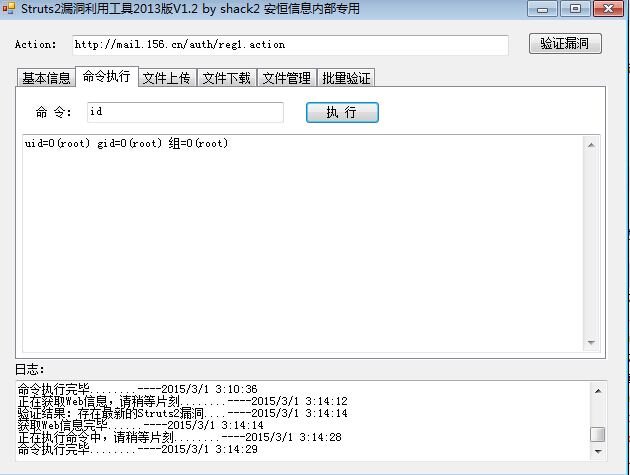 Struts2漏洞利用工具2013版V1.2 by shack2 安恒信息内部专用
Action: http://mail.156.cn/auth/reg1.action 验证漏洞
基本信息 命令执行 文件上传 文件下载 文件管理 批量验证
命 令: id 执 行
uid=0(root) gid=0(root) 组=0(root)
日志:
命令执行完毕........----2015/3/1 3:10:36
正在获取Web信息,请稍等片刻........----2015/3/1 3:14:12
验证结果:存在最新的Struts2漏洞....----2015/3/1 3:14:14
获取Web信息完毕......----2015/3/1 3:14:14
正在执行命令中,请稍等片刻........----2015/3/1 3:14:28
命令执行完毕........----2015/3/1 3:14:29